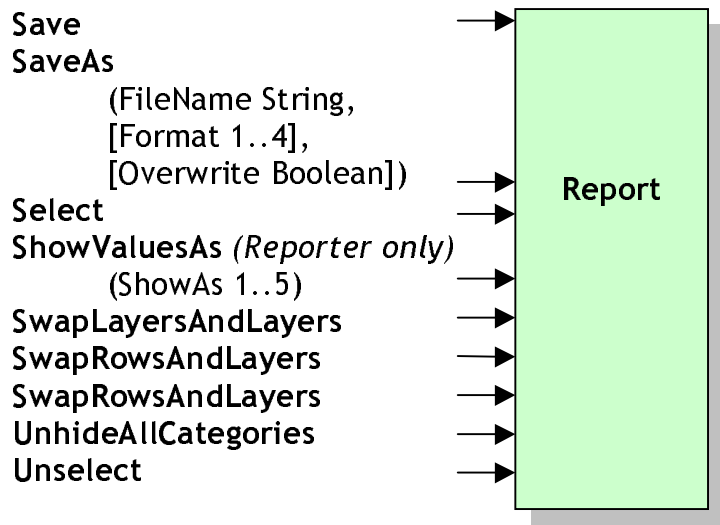 Save
SaveAs
(FileName String,
[Format 1..4],
[Overwrite Boolean])
Select
ShowValuesAs (Reporter only)
(ShowAs 1..5)
SwapLayersAndLayers
SwapRowsAndLayers
SwapRowsAndLayers
UnhideAllCategories
Unselect
Report